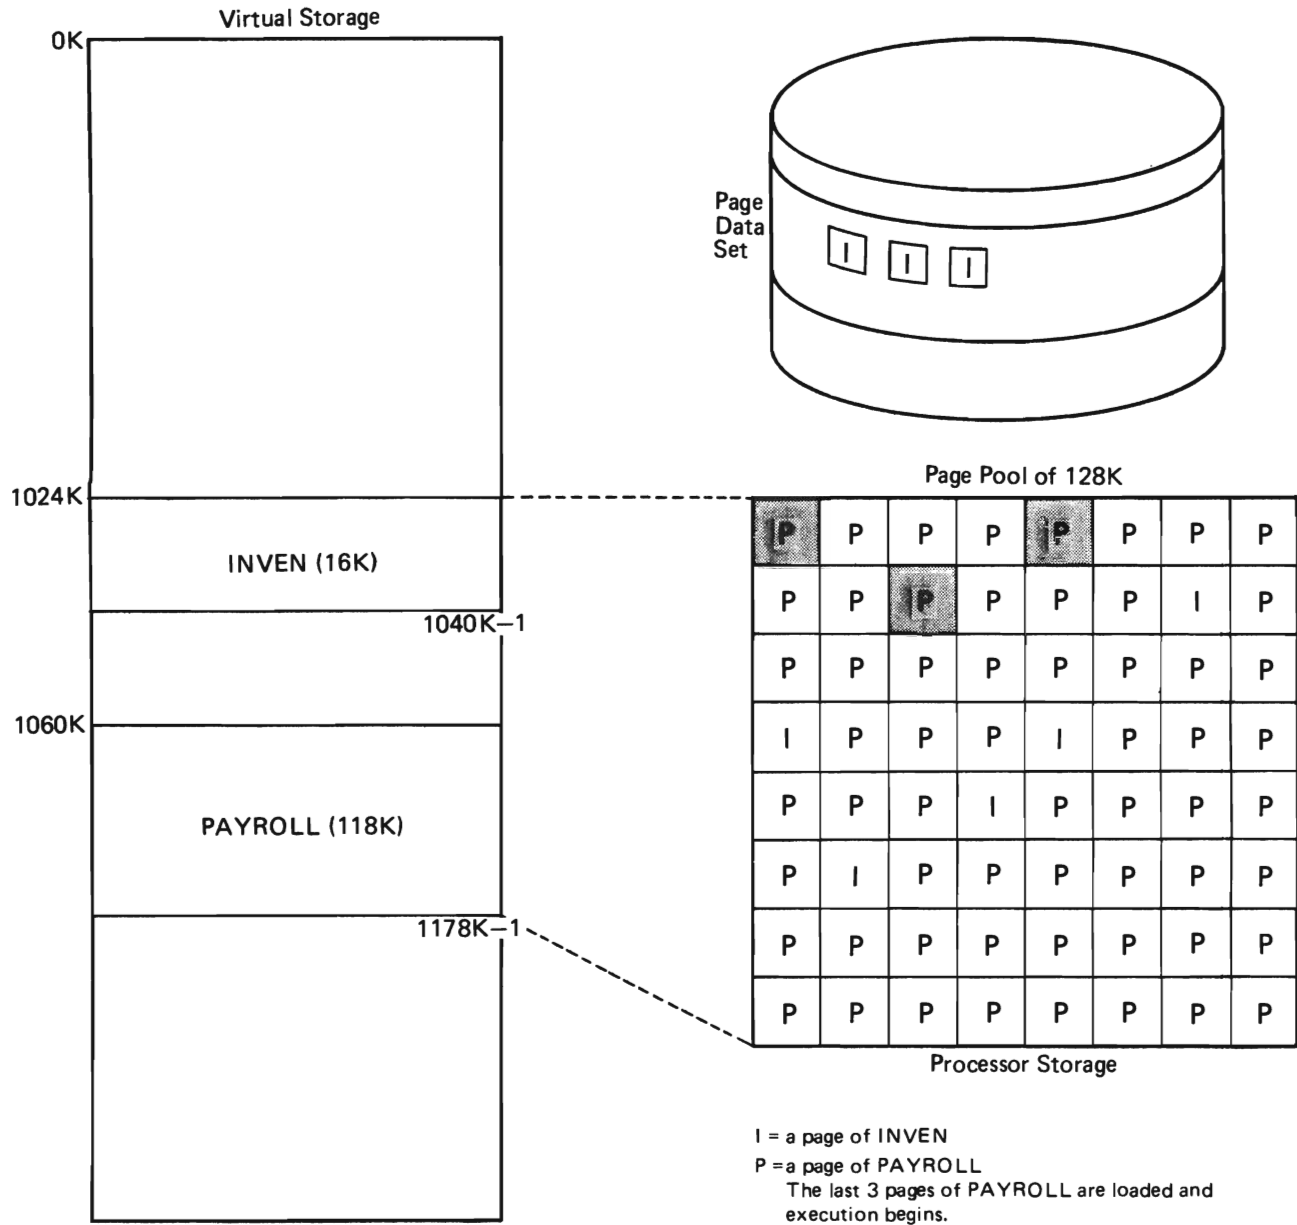 Virtual Storage
0K
Page
Data
Set
I I I
1024K
INVEN (16K)
1040K–1
1060K
PAYROLL (118K)
1178K–1
Page Pool of 128K
P P P P P P P P
P P P P P P I P
P P P P P P P P
I P P P I P P P
P P P I P P P P
P I P P P P P P
P P P P P P P P
P P P P P P P P
Processor Storage
I = a page of INVEN
P =a page of PAYROLL
The last 3 pages of PAYROLL are loaded and
execution begins.